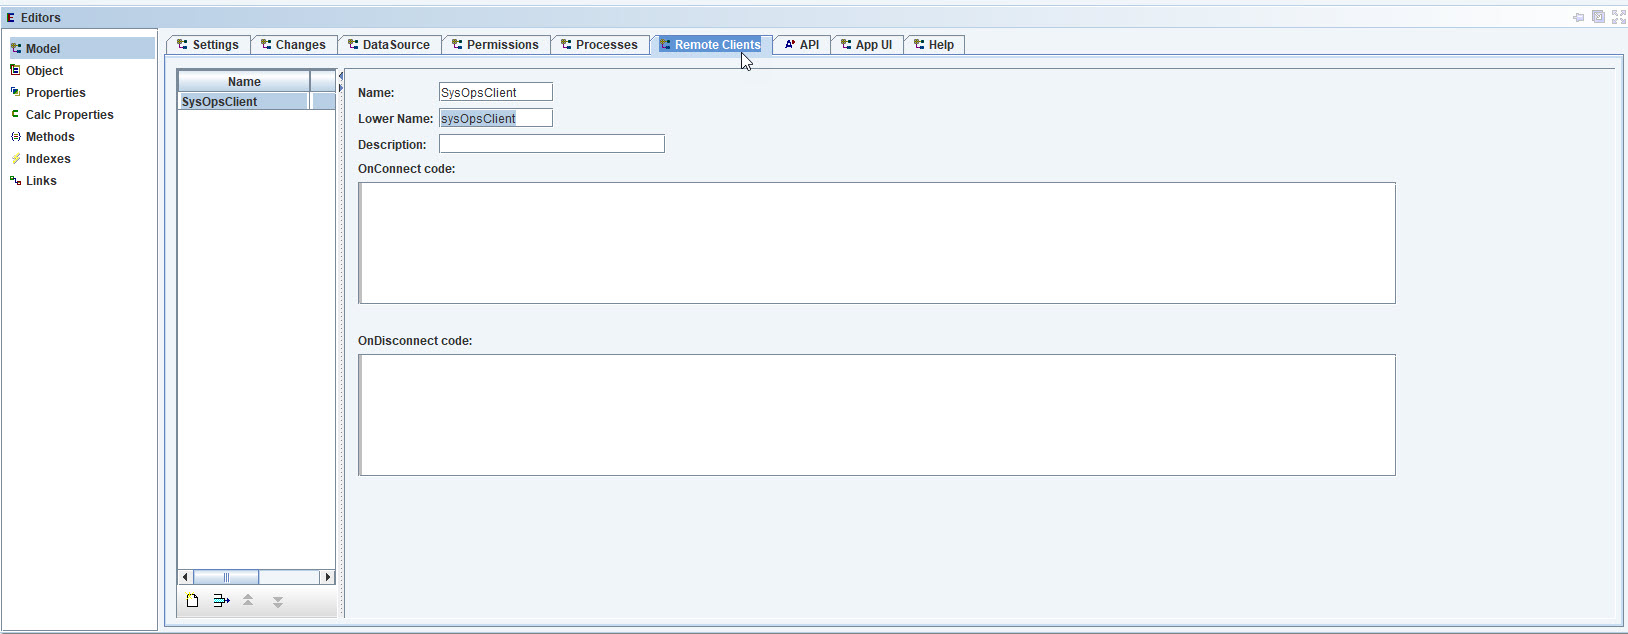 Editors
Model
Object
Properties
Calc Properties
Methods
Indexes
Links
Settings Changes DataSource Permissions Processes Remote Clients API App UI Help
Name
SysOpsClient
Name: SysOpsClient
Lower Name: sysOpsClient
Description:
OnConnect code:
OnDisconnect code: